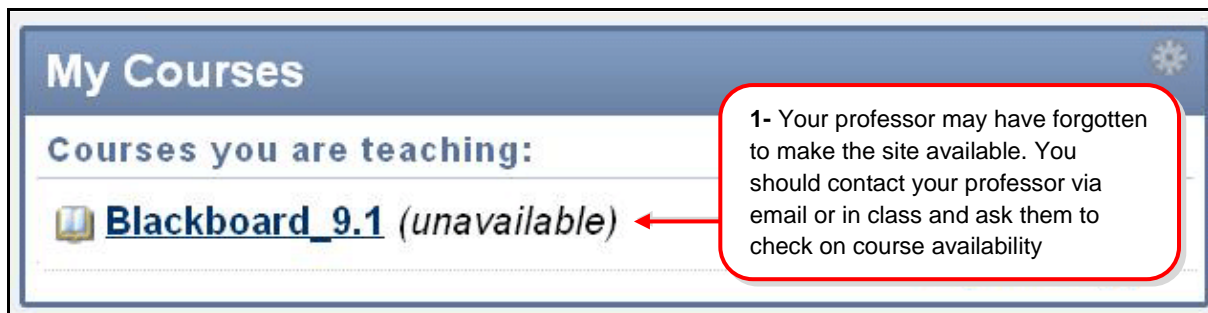 My Courses
Courses you are teaching:
Blackboard_9.1 (unavailable)
1- Your professor may have forgotten
to make the site available. You
should contact your professor via
email or in class and ask them to
check on course availability